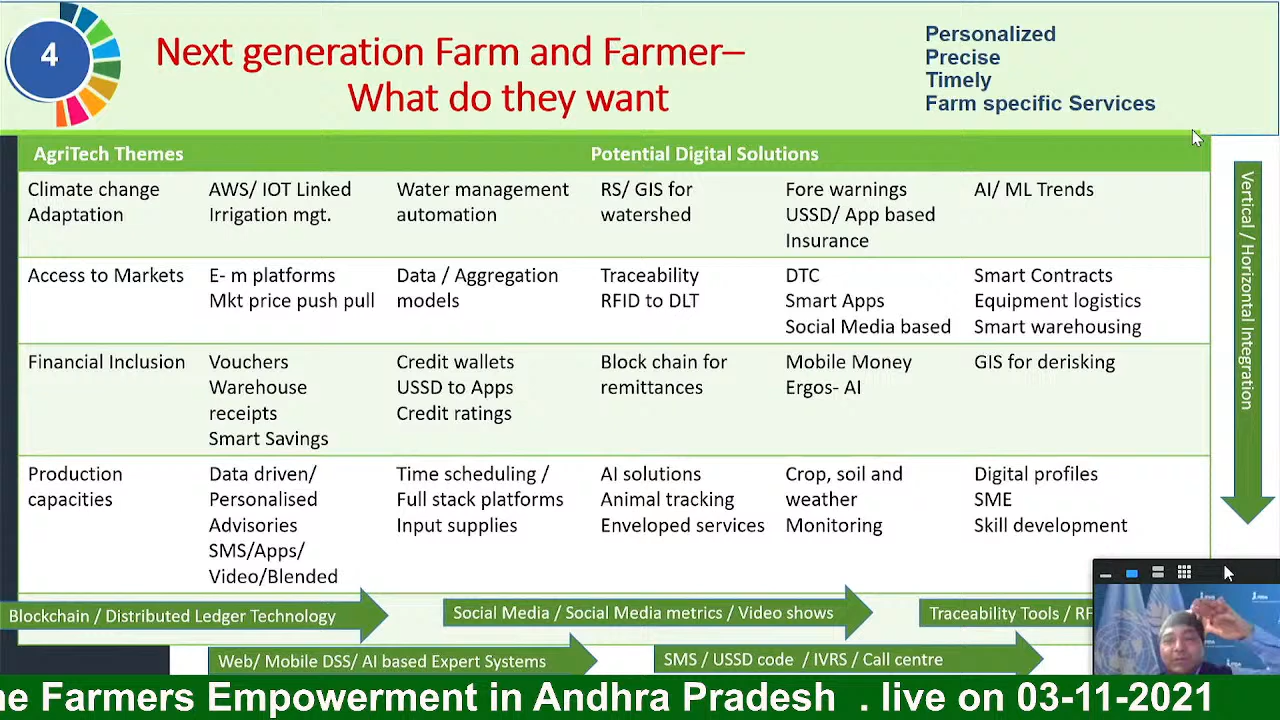 4
Next generation Farm and Farmer–
What do they want
Personalized
Precise
Timely
Farm specific Services
AgriTech Themes
Potential Digital Solutions
Climate change
Adaptation
AWS/ IOT Linked
Irrigation mgt.
Water management
automation
RS/ GIS for
watershed
Fore warnings
USSD/ App based
Insurance
AI/ ML Trends
Access to Markets
E- m platforms
Mkt price push pull
Data / Aggregation
models
Traceability
RFID to DLT
DTC
Smart Apps
Social Media based
Smart Contracts
Equipment logistics
Smart warehousing
Financial Inclusion
Vouchers
Warehouse
receipts
Smart Savings
Credit wallets
USSD to Apps
Credit ratings
Block chain for
remittances
Mobile Money
Ergos- AI
GIS for derisking
Production
capacities
Data driven/
Personalised
Advisories
SMS/Apps/
Video/Blended
Time scheduling /
Full stack platforms
Input supplies
AI solutions
Animal tracking
Enveloped services
Crop, soil and
weather
Monitoring
Digital profiles
SME
Skill development
Vertical / Horizontal Integration
Blockchain / Distributed Ledger Technology
Social Media / Social Media metrics / Video shows
Traceability Tools / RF
Web/ Mobile DSS/ AI based Expert Systems
SMS / USSD code / IVRS / Call centre
ne Farmers Empowerment in Andhra Pradesh . live on 03-11-2021